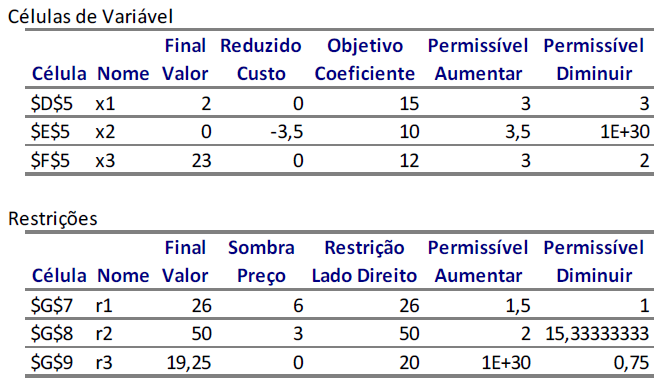 Células de Variável
Final Reduzido Objetivo Permissível Permissível
Célula Nome Valor Custo Coeficiente Aumentar Diminuir
$D$5 x1 2 0 15 3 3
$E$5 x2 0 -3,5 10 3,5 1E+30
$F$5 x3 23 0 12 3 2
Restrições
Final Sombra Restrição Permissível Permissível
Célula Nome Valor Preço Lado Direito Aumentar Diminuir
$G$7 r1 26 6 26 1,5 1
$G$8 r2 50 3 50 2 15,33333333
$G$9 r3 19,25 0 20 1E+30 0,75